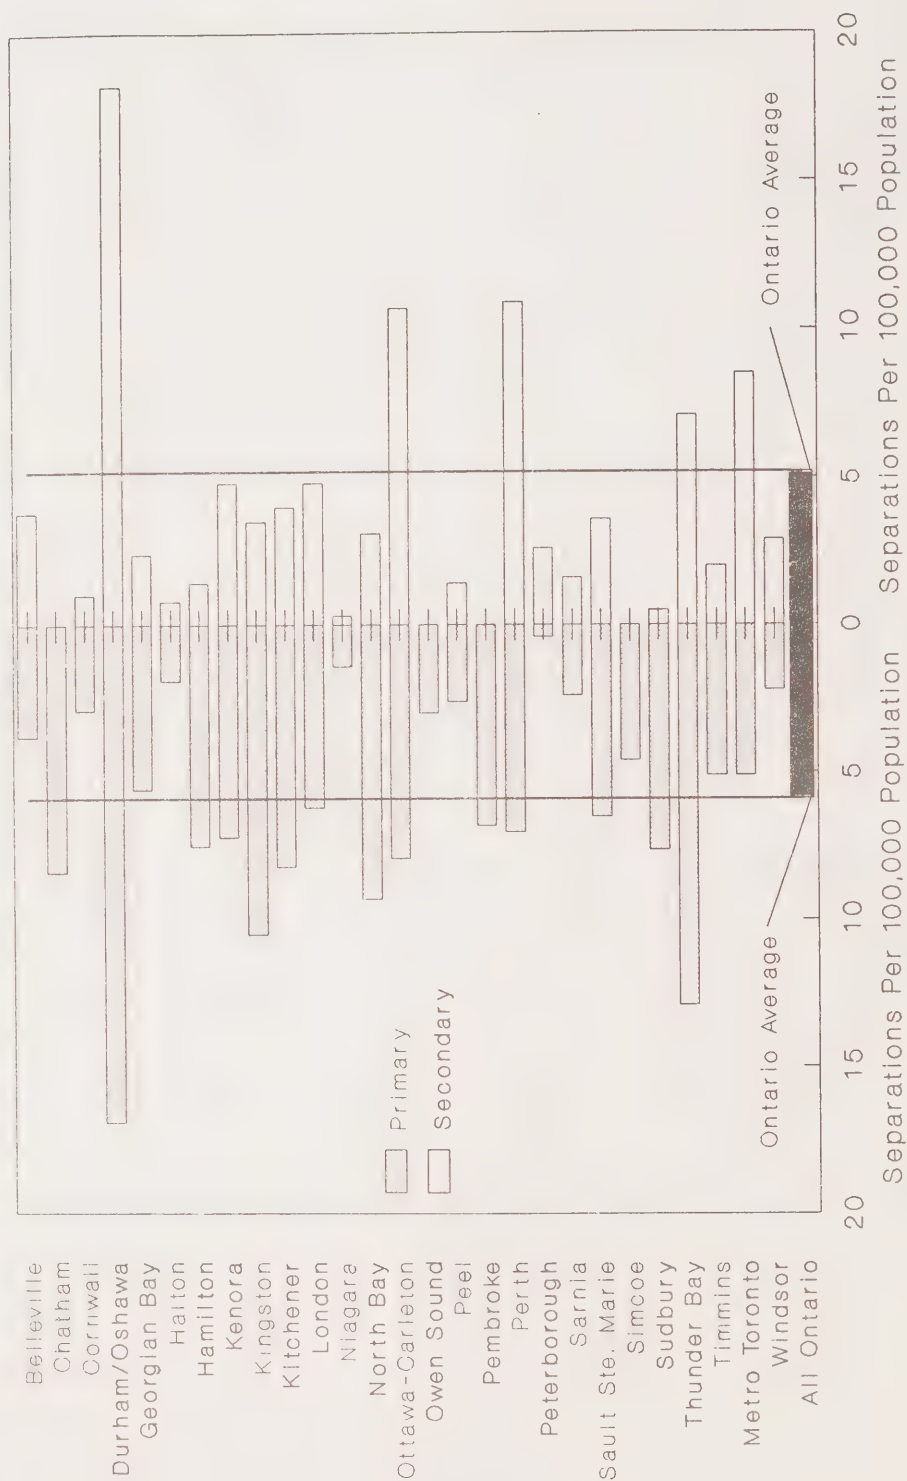 Belleville
Chatham
Cornwall
Durham/Oshawa
Georgian Bay
Halton
Hamilton
Kenora
Kingston
Kitchener
London
Niagara
North Bay
Ottawa-Carleton
Owen Sound
Peel
Pembroke
Perth
Peterborough
Sarnia
Sault Ste. Marie
Simcoe
Sudbury
Thunder Bay
Timmins
Metro Toronto
Windsor
All Ontario
Primary
Secondary
Ontario Average
Ontario Average
20 15 10 5 0 5 10 15 20
Separations Per 100,000 Population
Separations Per 100,000 Population